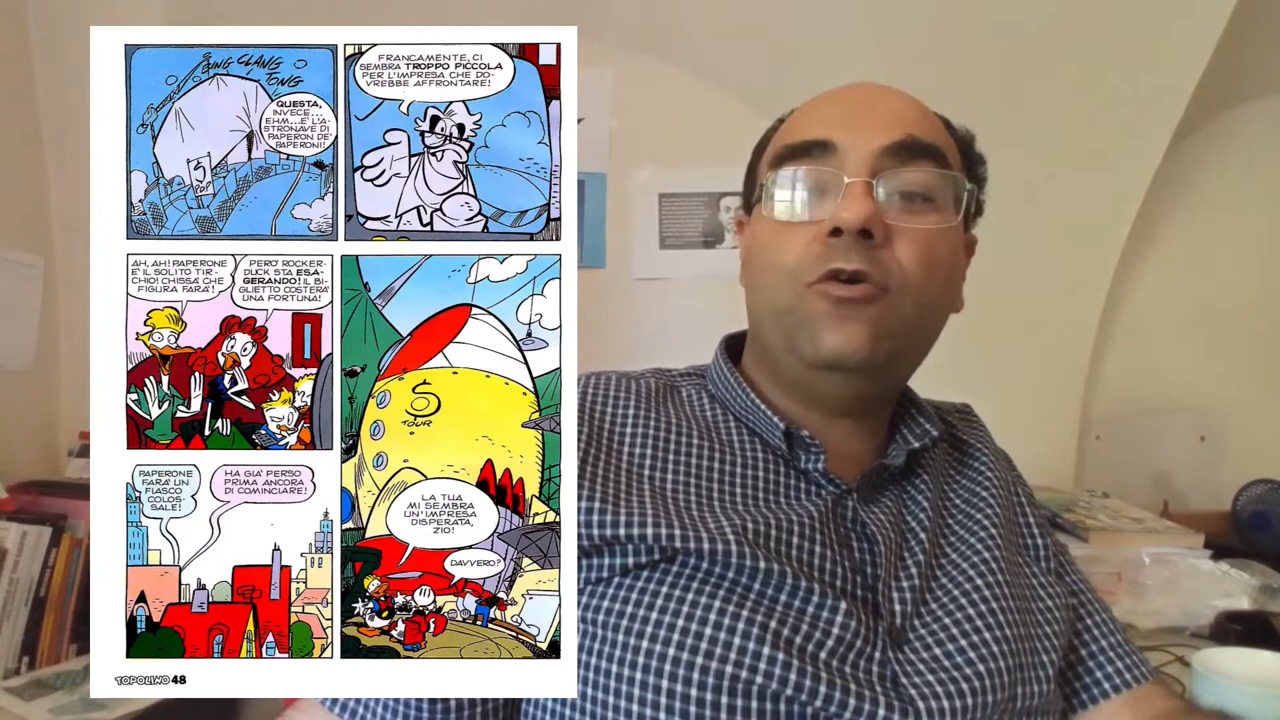 BING CLANG
TONG
QUESTA,
INVECE...
EHM... E' L'A-
STRONAVE DI
PAPERON DE'
PAPERONI!
$
POP
FRANCAMENTE, CI
SEMBRA TROPPO PICCOLA
PER L'IMPRESA CHE DO-
VREBBE AFFRONTARE!
AH, AH! PAPERONE
E' IL SOLITO TIR-
CHIO! CHISSÀ CHE
FIGURA FARÀ!
PERÒ ROCKER-
DUCK STA ESA-
GERANDO! IL BI-
GLIETTO COSTERÀ
UNA FORTUNA!
$
TOUR
LA TUA
MI SEMBRA
UN'IMPRESA
DISPERATA,
ZIO!
DAVVERO?
PAPERONE
FARÀ UN
FIASCO
COLOS-
SALE!
HA GIÀ PERSO
PRIMA ANCORA
DI COMINCIARE!
TOPOLINO 48